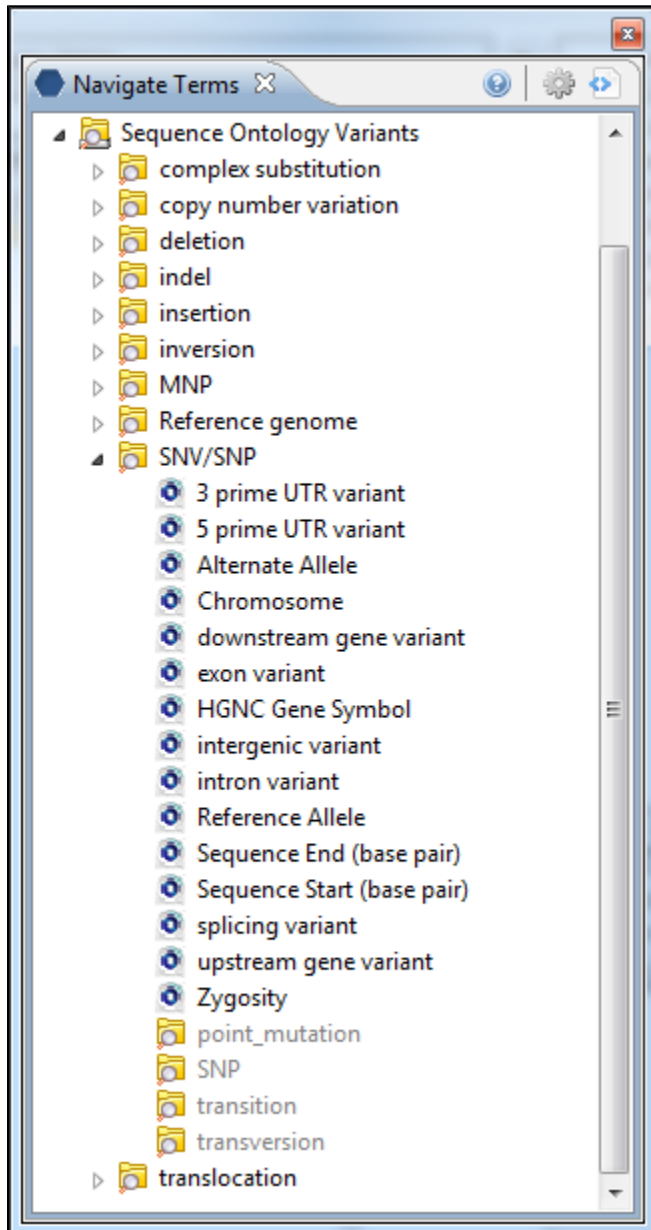 Navigate Terms
Sequence Ontology Variants
complex substitution
copy number variation
deletion
indel
insertion
inversion
MNP
Reference genome
SNV/SNP
3 prime UTR variant
5 prime UTR variant
Alternate Allele
Chromosome
downstream gene variant
exon variant
HGNC Gene Symbol
intergenic variant
intron variant
Reference Allele
Sequence End (base pair)
Sequence Start (base pair)
splicing variant
upstream gene variant
Zygosity
point_mutation
SNP
transition
transversion
translocation